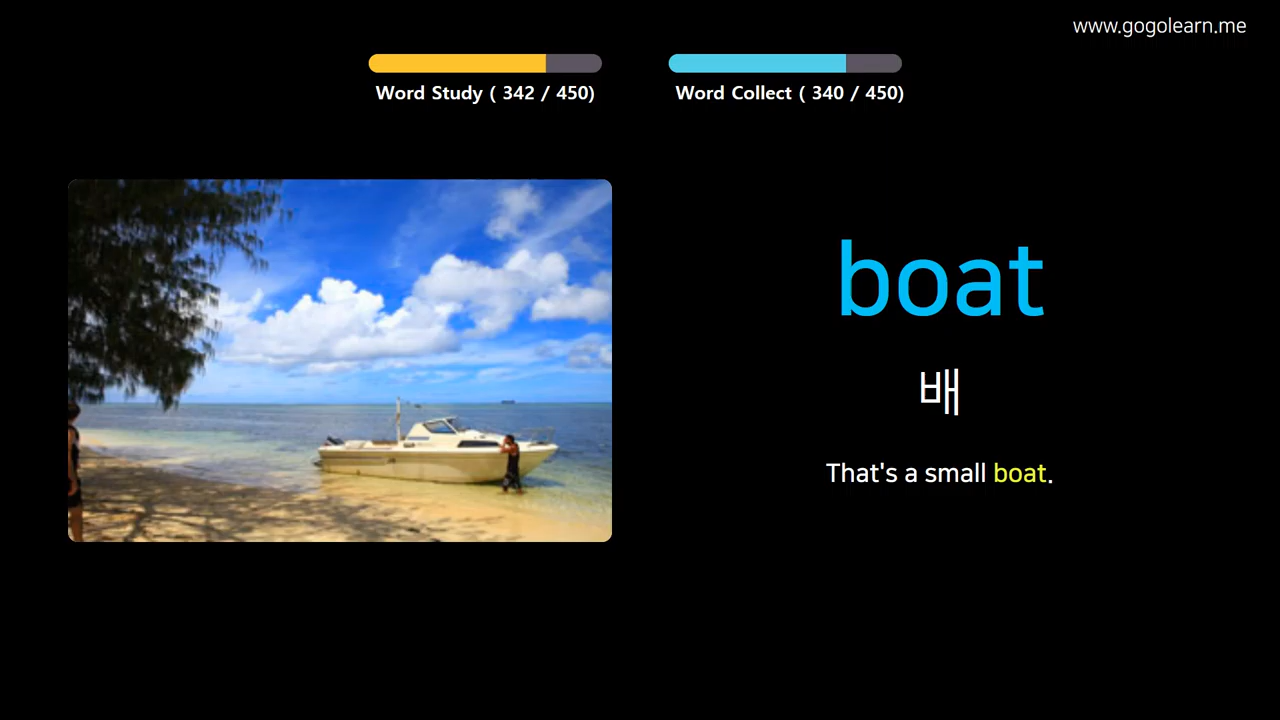 www.gogolearn.me
Word Study ( 342 / 450)
Word Collect ( 340 / 450)
boat
배
That's a small boat.